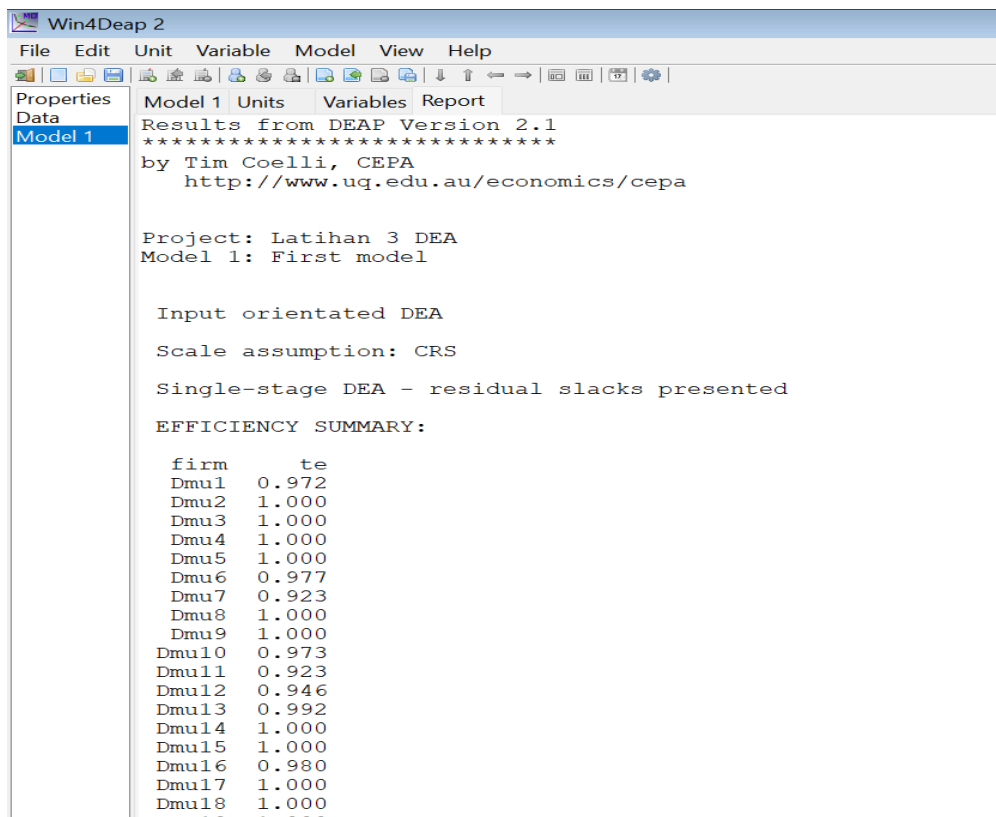 Win4Deap 2
File Edit Unit Variable Model View Help
Properties
Data
Model 1
Model 1 Units Variables Report
Results from DEAP Version 2.1
*****************************
by Tim Coelli, CEPA
http://www.uq.edu.au/economics/cepa
Project: Latihan 3 DEA
Model 1: First model
Input orientated DEA
Scale assumption: CRS
Single-stage DEA - residual slacks presented
EFFICIENCY SUMMARY:
firm te
Dmu1 0.972
Dmu2 1.000
Dmu3 1.000
Dmu4 1.000
Dmu5 1.000
Dmu6 0.977
Dmu7 0.923
Dmu8 1.000
Dmu9 1.000
Dmu10 0.973
Dmu11 0.923
Dmu12 0.946
Dmu13 0.992
Dmu14 1.000
Dmu15 1.000
Dmu16 0.980
Dmu17 1.000
Dmu18 1.000